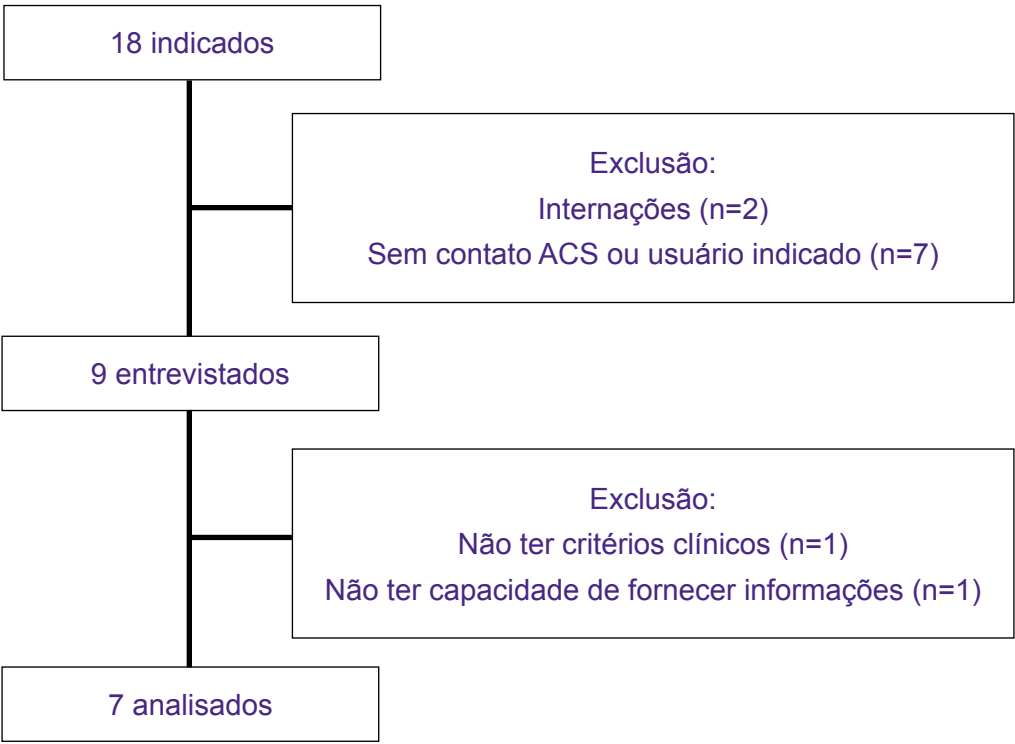 18 indicados
Exclusão:
Internações (n=2)
Sem contato ACS ou usuário indicado (n=7)
9 entrevistados
Exclusão:
Não ter critérios clínicos (n=1)
Não ter capacidade de fornecer informações (n=1)
7 analisados